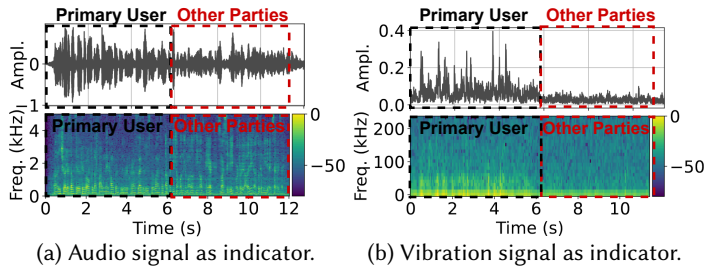 Primary User Other Parties
Ampl.
0
1
Freq. (kHz)
4
2
0
Primary User Other Parties
0
−50
0 2 4 6 8 10 12
Time (s)
(a) Audio signal as indicator.
Primary User Other Parties
Ampl.
0.4
0.2
0.0
Freq. (kHz)
200
100
0
Primary User Other Parties
0
−50
0 2 4 6 8 10
Time (s)
(b) Vibration signal as indicator.